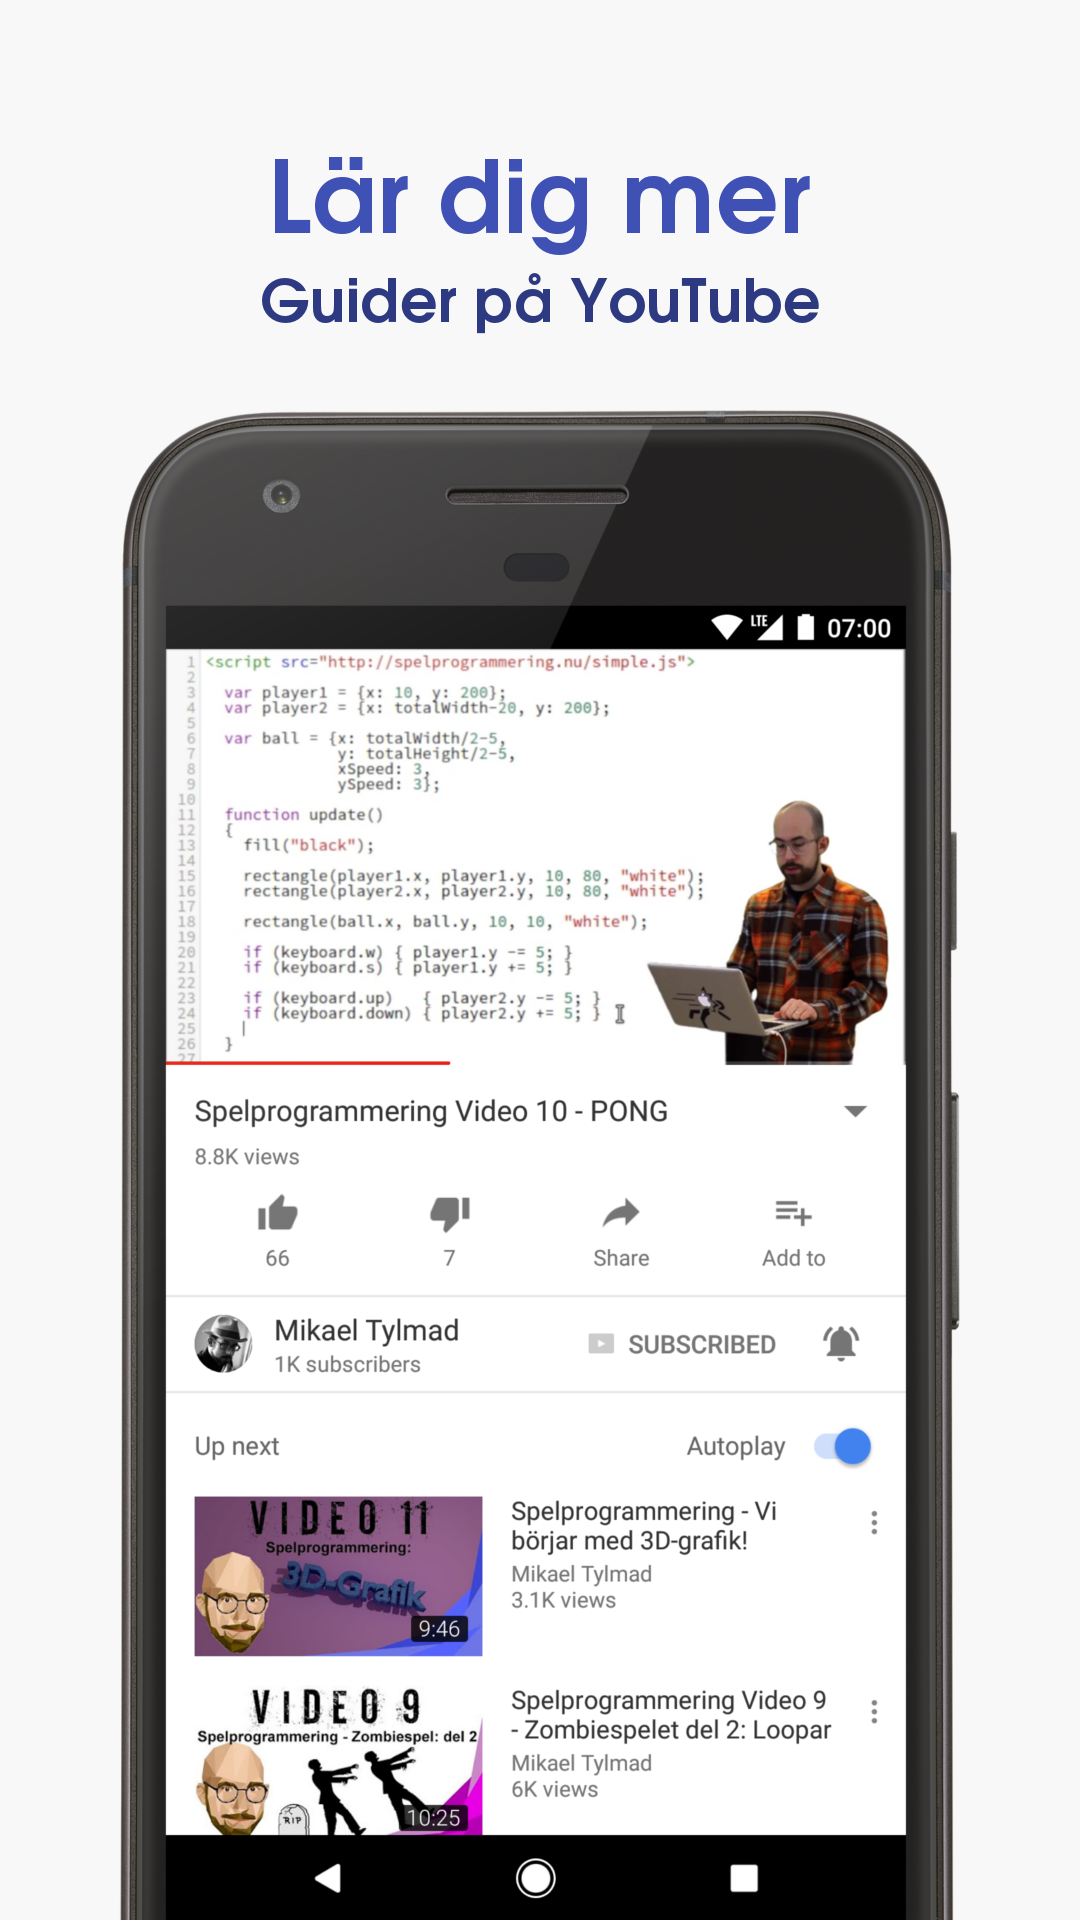 Lär dig mer
Guider på YouTube
LTE 07:00
1 <script src="http://spelprogrammering.nu/simple.js">
2
3 var player1 = {x: 10, y: 200};
4 var player2 = {x: totalWidth-20, y: 200};
5
6 var ball = {x: totalWidth/2-5,
7 y: totalHeight/2-5,
8 xSpeed: 3,
9 ySpeed: 3};
10
11 function update()
12 {
13 fill("black");
14
15 rectangle(player1.x, player1.y, 10, 80, "white");
16 rectangle(player2.x, player2.y, 10, 80, "white");
17
18 rectangle(ball.x, ball.y, 10, 10, "white");
19
20 if (keyboard.w) { player1.y -= 5; }
21 if (keyboard.s) { player1.y += 5; }
22
23 if (keyboard.up) { player2.y -= 5; }
24 if (keyboard.down) { player2.y += 5; }
25
26 }
27
Spelprogrammering Video 10 - PONG
8.8K views
66 7 Share Add to
Mikael Tylmad
1K subscribers
SUBSCRIBED
Up next Autoplay
VIDEO 11
Spelprogrammering:
3D-Grafik
9:46
Spelprogrammering - Vi
börjar med 3D-grafik!
Mikael Tylmad
3.1K views
VIDEO 9
Spelprogrammering - Zombiespel: del 2
RIP
10:25
Spelprogrammering Video 9
- Zombiespelet del 2: Loopar
Mikael Tylmad
6K views